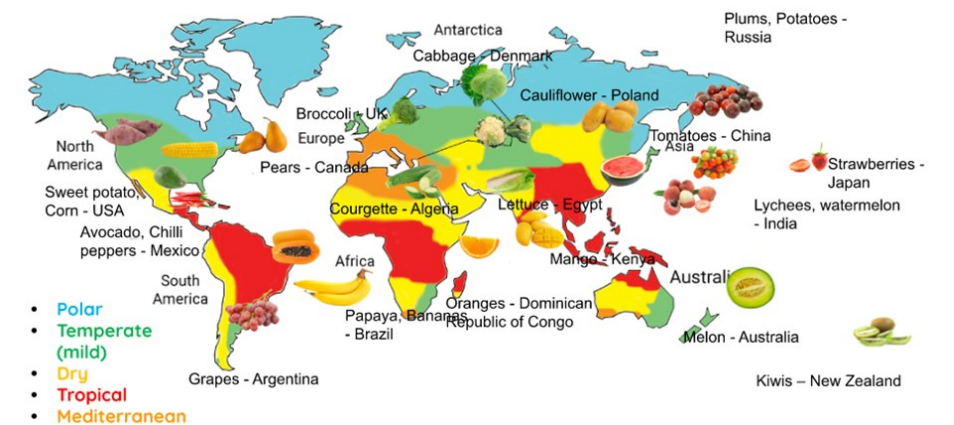 Plums, Potatoes -
Russia
Antarctica
Cabbage - Denmark
Cauliflower - Poland
Broccoli - UK
Europe
Tomatoes - China
Asia
North
America
Pears - Canada
Strawberries -
Japan
Sweet potato,
Corn - USA
Courgette - Algeria
Lettuce - Egypt
Lychees, watermelon
- India
Avocado, Chilli
peppers - Mexico
Africa
Mango - Kenya
South
America
Australi
Papaya, Bananas
- Brazil
Oranges - Dominican
Republic of Congo
Melon - Australia
Grapes - Argentina
Kiwis – New Zealand
• Polar
• Temperate
(mild)
• Dry
• Tropical
• Mediterranean